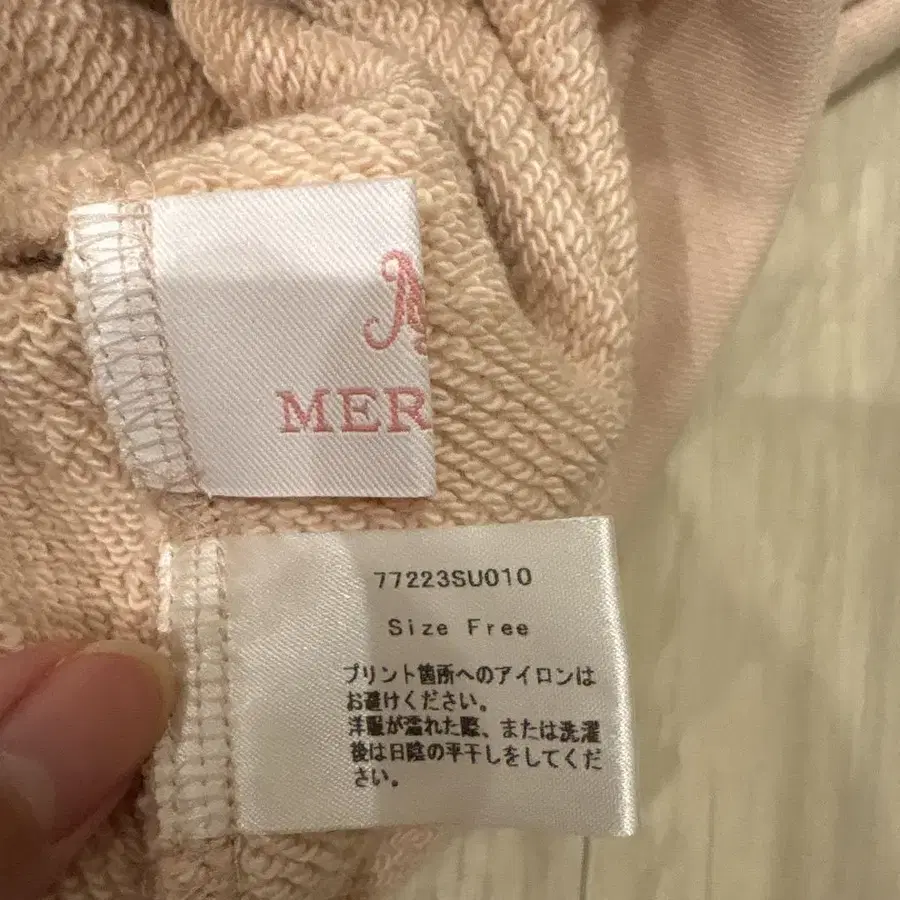 MER
77223SU010
Size Free
プリント箇所へのアイロンは
お避けください。
洋服が濡れた際、または洗濯
後は日陰の平干しをしてくだ
さい。